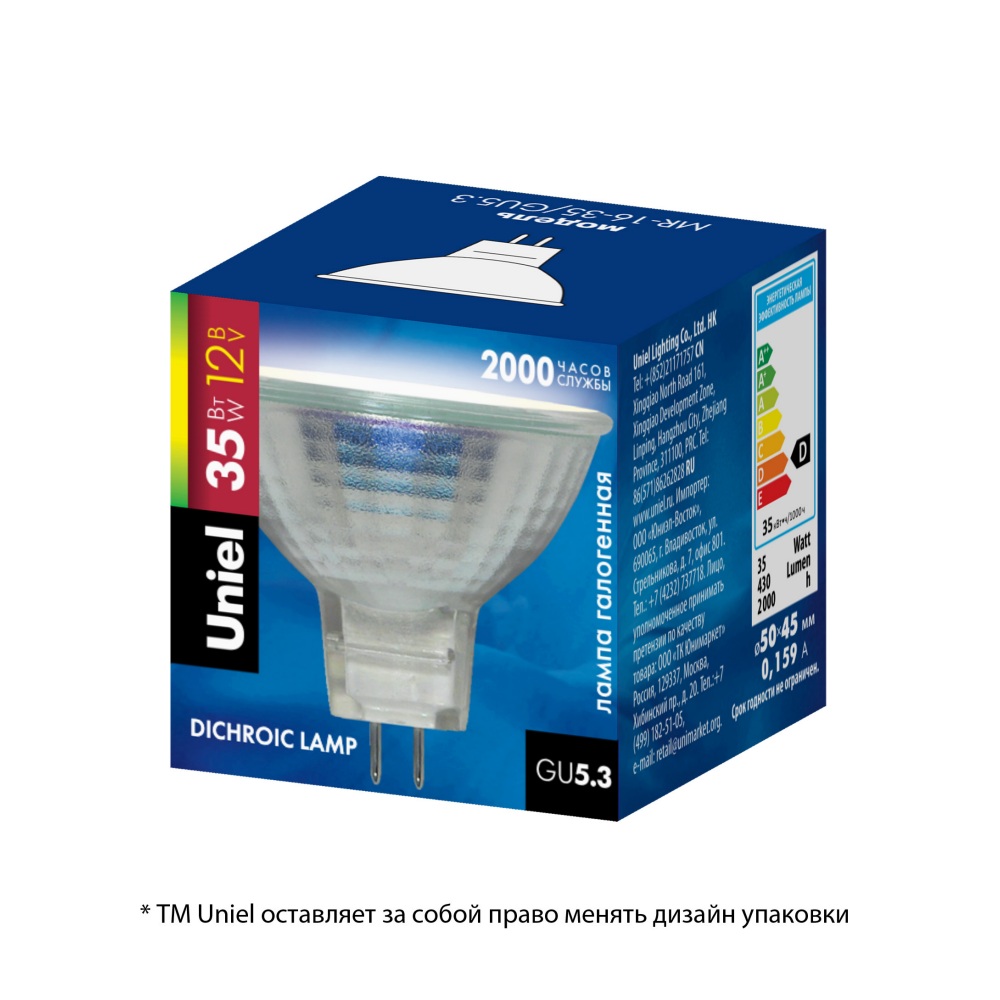 модель
MR-16-35/GU5.3
35 Вт W 12 В V
Uniel
2000 ЧАСОВ СЛУЖБЫ
лампа галогенная
DICHROIC LAMP
GU5.3
Uniel Lighting Co., Ltd. HK
Tel: +(852)21171757 CN
Xingqiao North Road 161,
Xingqiao Development Zone,
Linping, Hangzhou City, Zhejiang
Province, 311100, PRC. Tel:
86(571)86262828 RU
www.uniel.ru. Импортер:
ООО «Юниэл-Восток»,
690065, г. Владивосток, ул.
Стрельникова, д. 7, офис 801.
Тел.: +7 (4232) 737718. Лицо,
уполномоченное принимать
претензии по качеству
товара: ООО «ТК Юнимаркет»
Россия, 129337, Москва,
Хибинский пр., д. 20. Тел.:+7
(499) 182-51-05,
e-mail: retail@unimarket.org.
ЭНЕРГЕТИЧЕСКАЯ
ЭФФЕКТИВНОСТЬ ЛАМПЫ
A++
A+
A
B
C
D
E
D
35 кВт•ч/1000 ч
35 Watt
430 Lumen
2000 h
ø50×45 мм
0,159 А
Срок годности не ограничен.
* ТМ Uniel оставляет за собой право менять дизайн упаковки